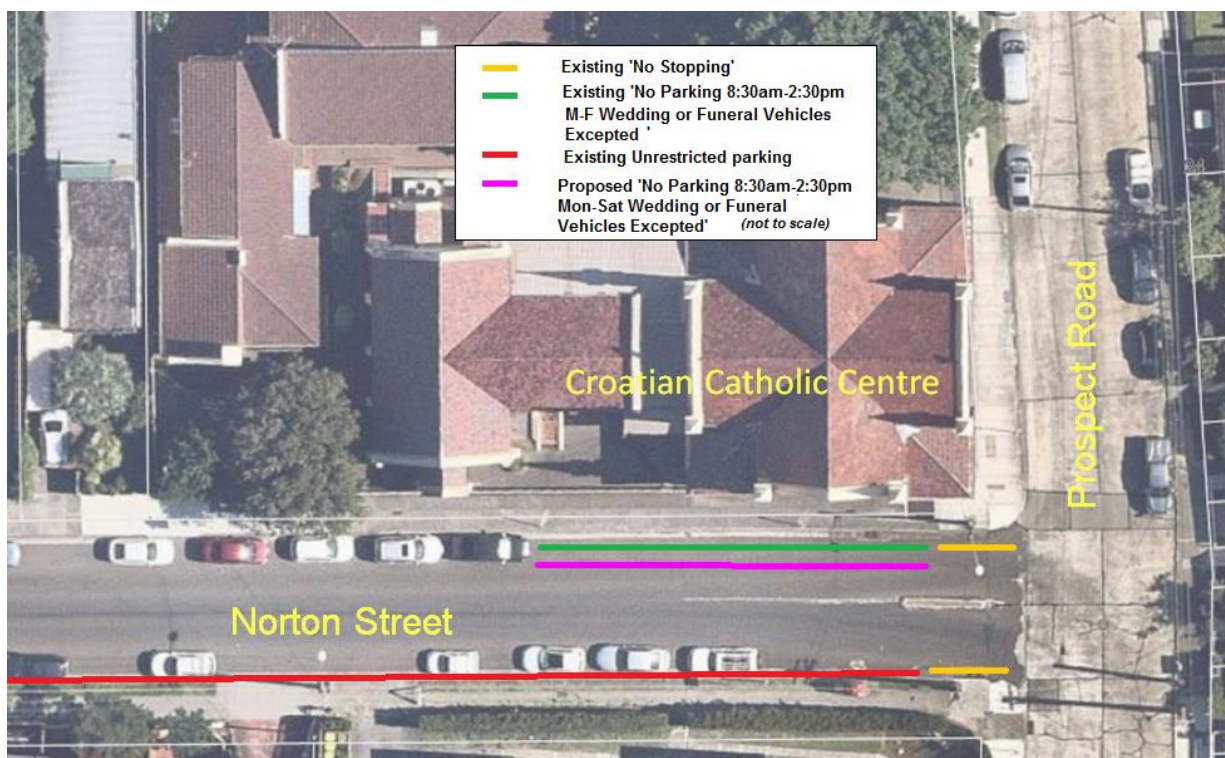 Existing 'No Stopping'
Existing 'No Parking 8:30am-2:30pm
M-F Wedding or Funeral Vehicles
Excepted '
Existing Unrestricted parking
Proposed 'No Parking 8:30am-2:30pm
Mon-Sat Wedding or Funeral
Vehicles Excepted' (not to scale)
24
Croatian Catholic Centre
Prospect Road
Norton Street